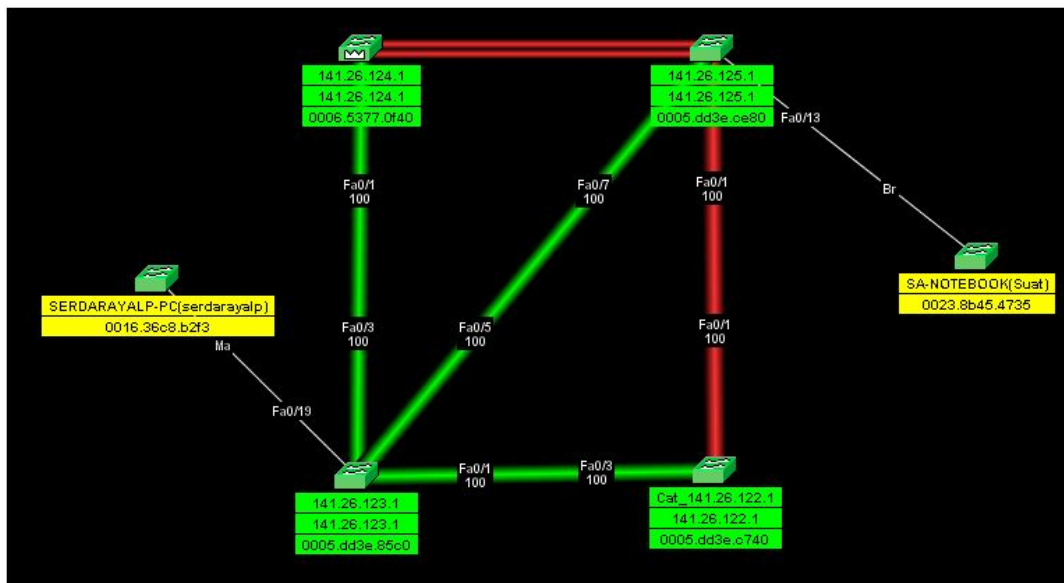 141.26.124.1
141.26.124.1
0006.5377.0f40
141.26.125.1
141.26.125.1
0005.dd3e.ce80
Fa0/13
Fa0/1
100
Fa0/7
100
Fa0/1
100
Br
SERDARAYALP-PC(serdarayalp)
0016.36c8.b2f3
SA-NOTEBOOK(Suat)
0023.8b45.4735
Ma
Fa0/3
100
Fa0/5
100
Fa0/1
100
Fa0/19
Fa0/1
100
Fa0/3
100
141.26.123.1
141.26.123.1
0005.dd3e.85c0
Cat_141.26.122.1
141.26.122.1
0005.dd3e.c740